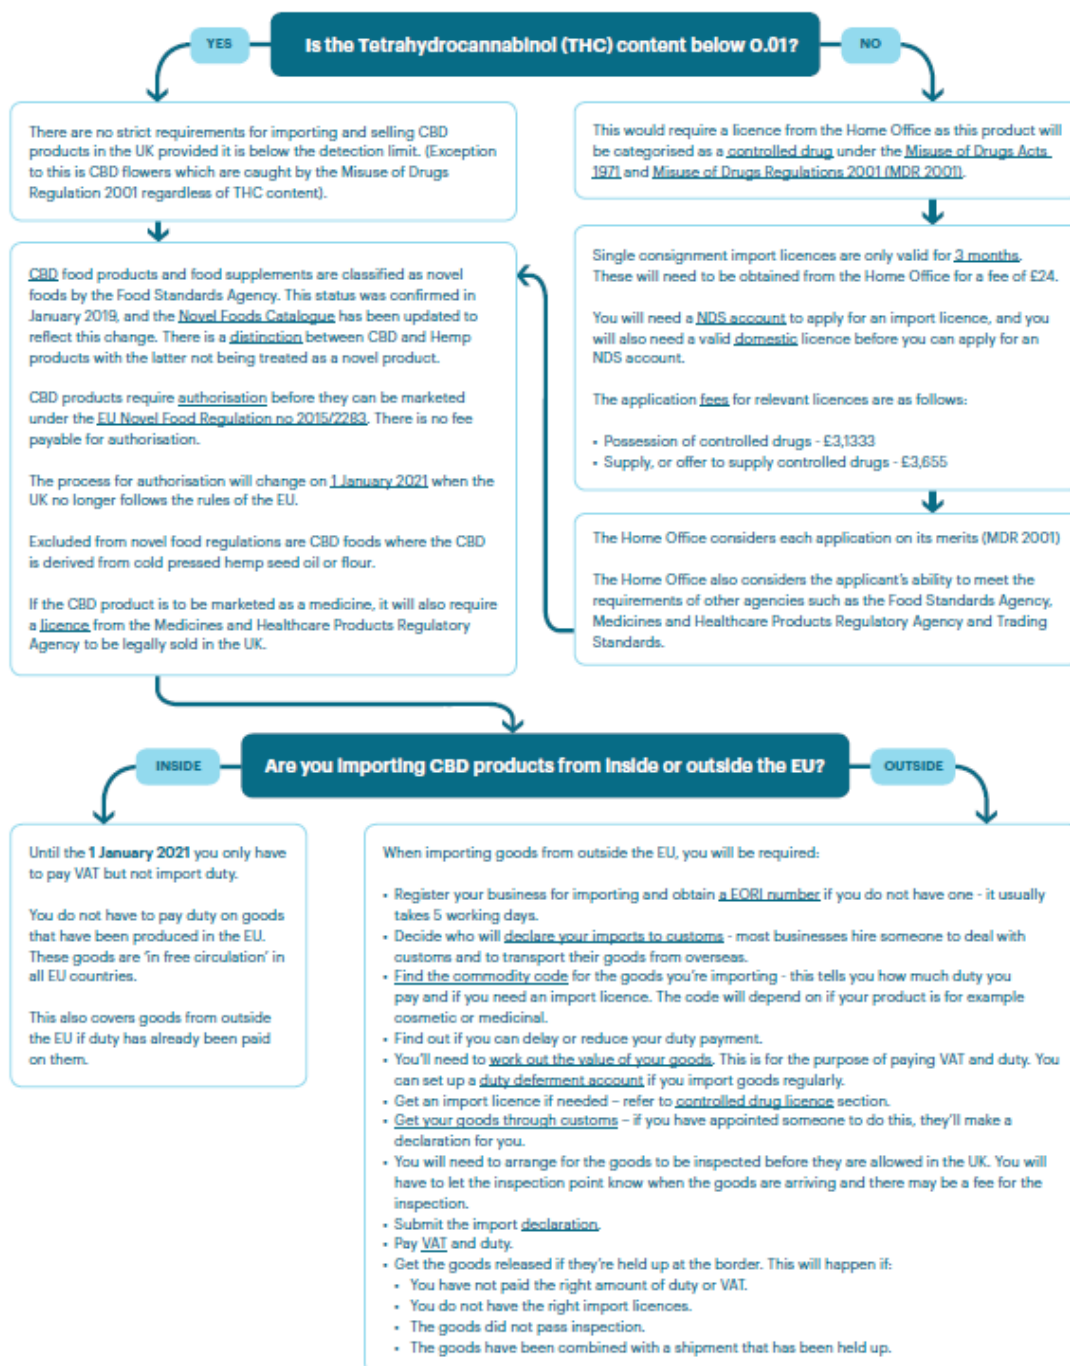 Is the Tetrahydrocannabinol (THC) content below 0.01?
YES
NO
There are no strict requirements for importing and selling CBD
products in the UK provided it is below the detection limit. (Exception
to this is CBD flowers which are caught by the Misuse of Drugs
Regulation 2001 regardless of THC content).
This would require a licence from the Home Office as this product will
be categorised as a controlled drug under the Misuse of Drugs Acts
1971 and Misuse of Drugs Regulations 2001 (MDR 2001).
CBD food products and food supplements are classified as novel
foods by the Food Standards Agency. This status was confirmed in
January 2019, and the Novel Foods Catalogue has been updated to
reflect this change. There is a distinction between CBD and Hemp
products with the latter not being treated as a novel product.
CBD products require authorisation before they can be marketed
under the EU Novel Food Regulation no 2015/2283. There is no fee
payable for authorisation.
The process for authorisation will change on 1 January 2021 when the
UK no longer follows the rules of the EU.
Excluded from novel food regulations are CBD foods where the CBD
is derived from cold pressed hemp seed oil or flour.
If the CBD product is to be marketed as a medicine, it will also require
a licence from the Medicines and Healthcare Products Regulatory
Agency to be legally sold in the UK.
Single consignment import licences are only valid for 3 months.
These will need to be obtained from the Home Office for a fee of £24.
You will need a NDS account to apply for an import licence, and you
will also need a valid domestic licence before you can apply for an
NDS account.
The application fees for relevant licences are as follows:
• Possession of controlled drugs - £3,1333
• Supply, or offer to supply controlled drugs - £3,655
The Home Office considers each application on its merits (MDR 2001)
The Home Office also considers the applicant's ability to meet the
requirements of other agencies such as the Food Standards Agency,
Medicines and Healthcare Products Regulatory Agency and Trading
Standards.
Are you importing CBD products from inside or outside the EU?
INSIDE
OUTSIDE
Until the 1 January 2021 you only have
to pay VAT but not import duty.
You do not have to pay duty on goods
that have been produced in the EU.
These goods are 'in free circulation' in
all EU countries.
This also covers goods from outside
the EU if duty has already been paid
on them.
When importing goods from outside the EU, you will be required:
• Register your business for importing and obtain a EORI number if you do not have one - it usually
takes 5 working days.
• Decide who will declare your imports to customs - most businesses hire someone to deal with
customs and to transport their goods from overseas.
• Find the commodity code for the goods you're importing - this tells you how much duty you
pay and if you need an import licence. The code will depend on if your product is for example
cosmetic or medicinal.
• Find out if you can delay or reduce your duty payment.
• You'll need to work out the value of your goods. This is for the purpose of paying VAT and duty. You
can set up a duty deferment account if you import goods regularly.
• Get an import licence if needed – refer to controlled drug licence section.
• Get your goods through customs – if you have appointed someone to do this, they'll make a
declaration for you.
• You will need to arrange for the goods to be inspected before they are allowed in the UK. You will
have to let the inspection point know when the goods are arriving and there may be a fee for the
inspection.
• Submit the import declaration.
• Pay VAT and duty.
• Get the goods released if they're held up at the border. This will happen if:
• You have not paid the right amount of duty or VAT.
• You do not have the right import licences.
• The goods did not pass inspection.
• The goods have been combined with a shipment that has been held up.